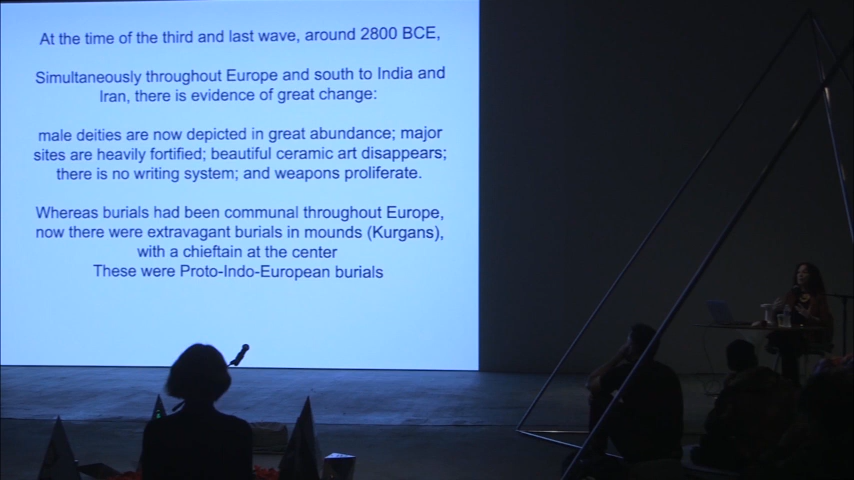 At the time of the third and last wave, around 2800 BCE,
Simultaneously throughout Europe and south to India and
Iran, there is evidence of great change:
male deities are now depicted in great abundance; major
sites are heavily fortified; beautiful ceramic art disappears;
there is no writing system; and weapons proliferate.
Whereas burials had been communal throughout Europe,
now there were extravagant burials in mounds (Kurgans),
with a chieftain at the center
These were Proto-Indo-European burials